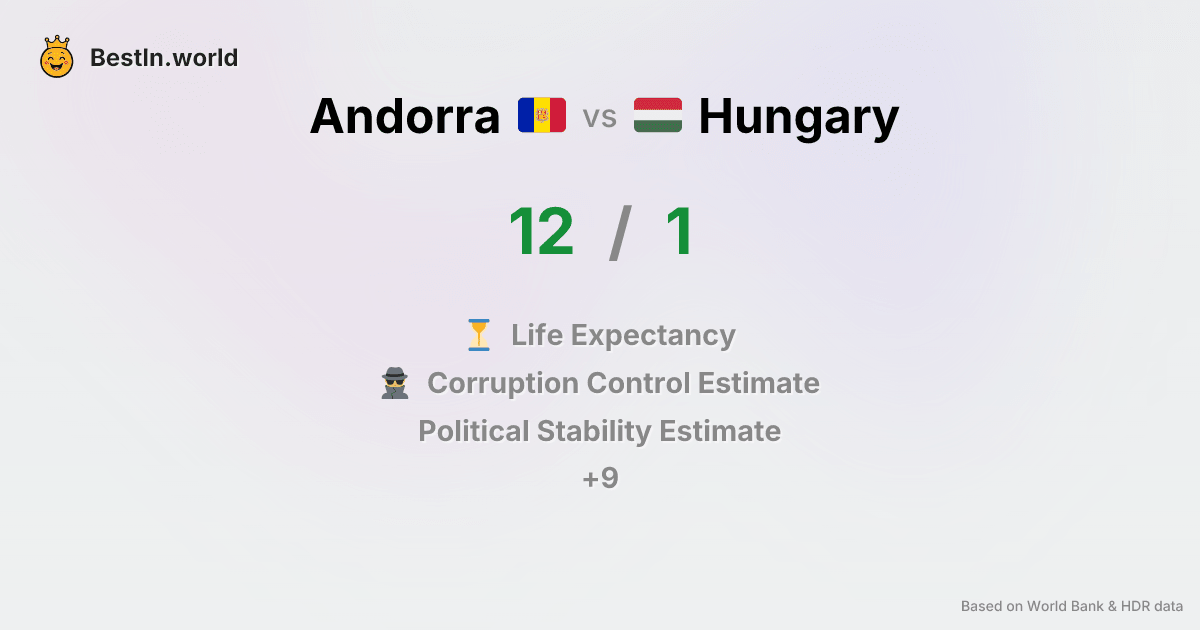 BestIn.world
Andorra vs Hungary
12 / 1
Life Expectancy
Corruption Control Estimate
Political Stability Estimate
+9
Based on World Bank & HDR data